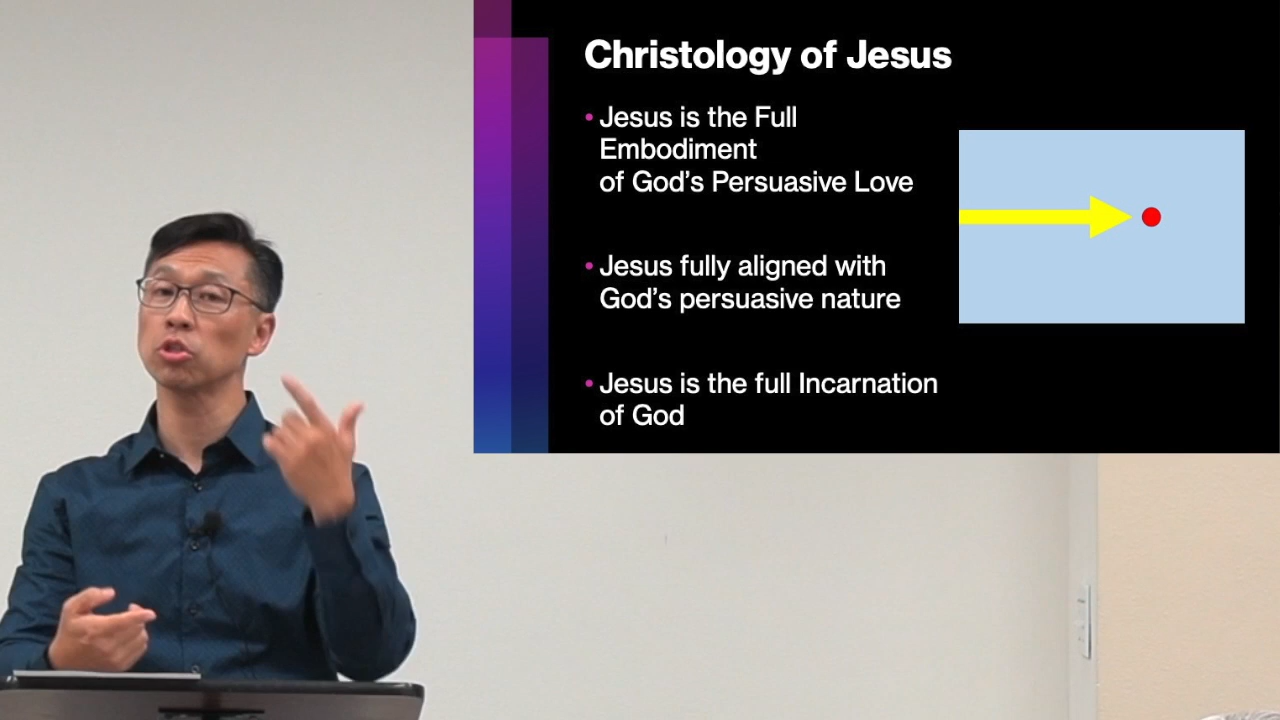 Christology of Jesus
• Jesus is the Full
Embodiment
of God’s Persuasive Love
• Jesus fully aligned with
God’s persuasive nature
• Jesus is the full Incarnation
of God